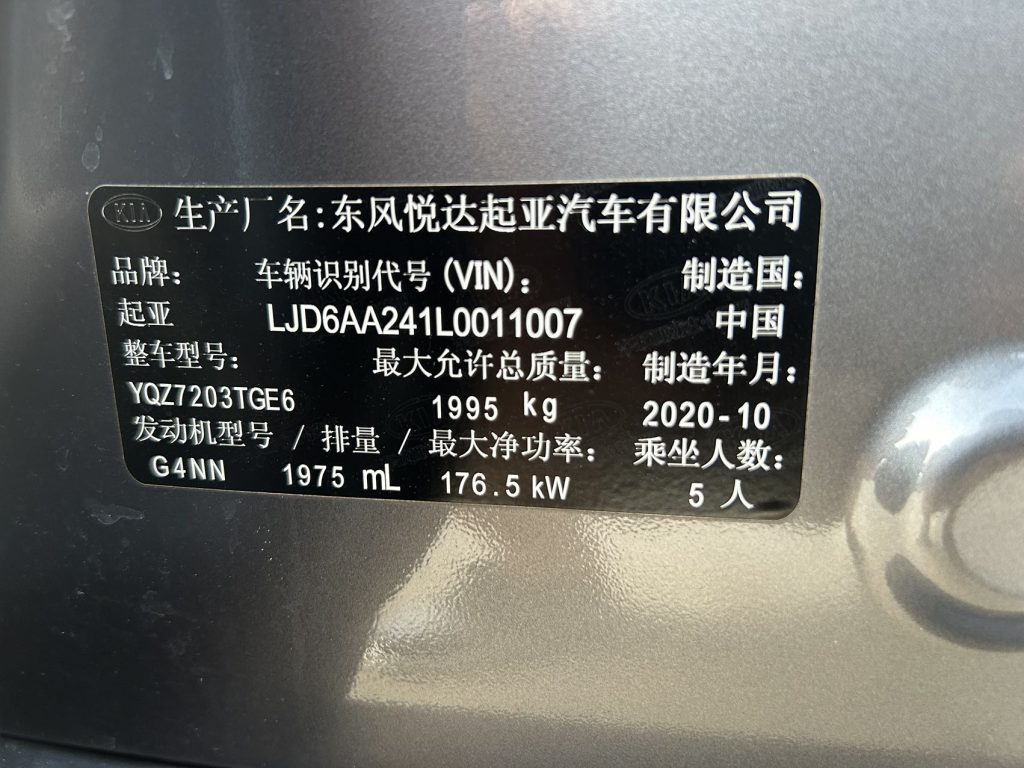 KIA 生产厂名:东风悦达起亚汽车有限公司
品牌: 车辆识别代号(VIN): 制造国:
起亚 LJD6AA241L0011007 中国
整车型号: 最大允许总质量: 制造年月:
YQZ7203TGE6 1995 kg 2020-10
发动机型号 / 排量 / 最大净功率: 乘坐人数:
G4NN 1975 mL 176.5 kW 5 人